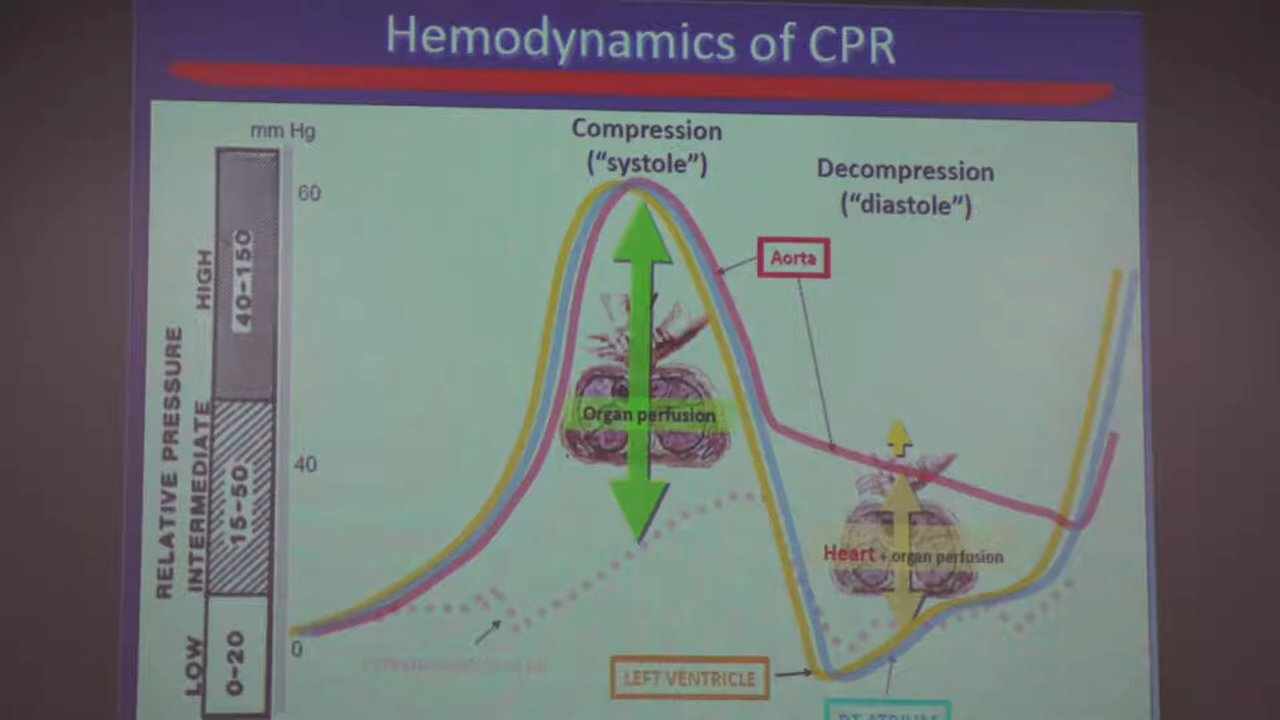 Hemodynamics of CPR
mm Hg
Compression
("systole")
Decompression
("diastole")
60
Aorta
HIGH
40-150
RELATIVE PRESSURE
INTERMEDIATE
15-50
Organ perfusion
40
Heart + organ perfusion
LOW
0-20
0
LEFT VENTRICLE
RT ATRIUM